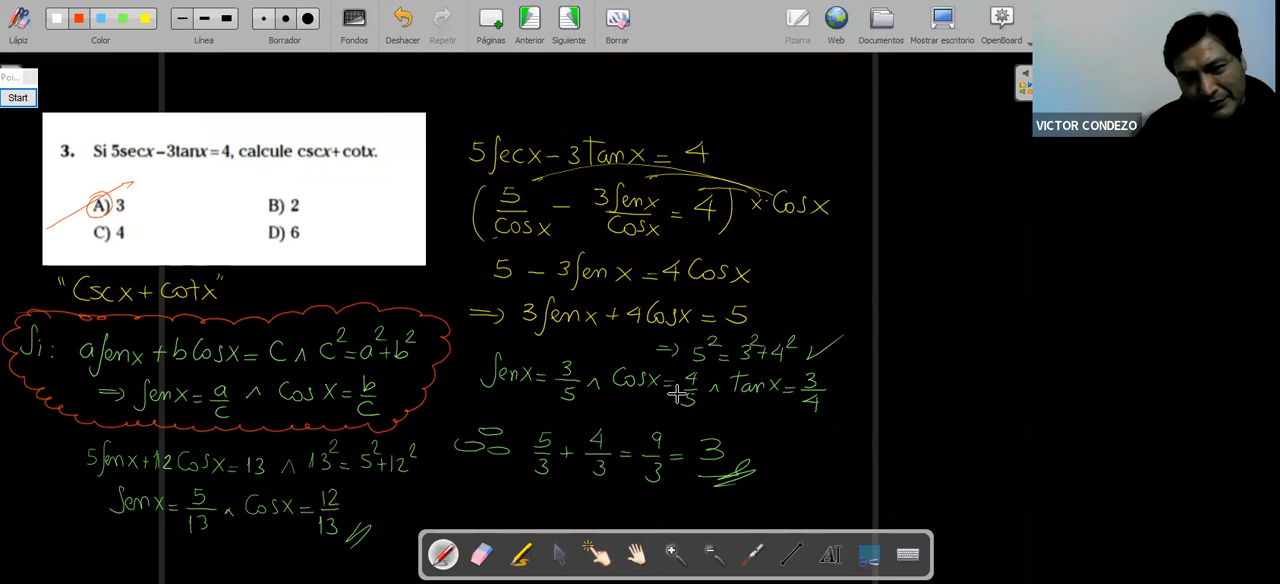 Lápiz Color Línea Borrador Fondos Deshacer Repetir Páginas Anterior Siguiente Borrar Pizarra Web Documentos Mostrar escritorio OpenBoard
Poi...
Start
VICTOR CONDEZO
3. Si 5secx−3tanx=4, calcule cscx+cotx.
A) 3 B) 2
C) 4 D) 6
"Cscx+cotx"
Si: aSenx+bCosx=C ∧ C²=a²+b²
⇒ Senx=a/C ∧ Cosx=b/C
5Senx+12Cosx=13 ∧ 13²=5²+12²
Senx=5/13 ∧ Cosx=12/13
5Secx−3Tanx=4
(5/Cosx − 3Senx/Cosx = 4) x Cosx
5 − 3Senx = 4Cosx
⇒ 3Senx+4Cosx=5
⇒ 5²=3²+4² ✓
Senx=3/5 ∧ Cosx=4/5 ∧ Tanx=3/4
∴ 5/3 + 4/3 = 9/3 = 3
AI